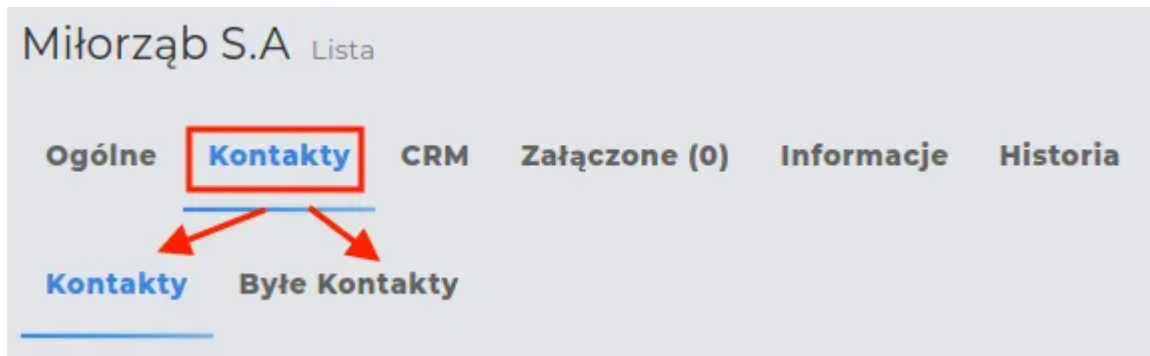 Miłorząb S.A Lista
Ogólne Kontakty CRM Załączone (0) Informacje Historia
Kontakty Byłe Kontakty